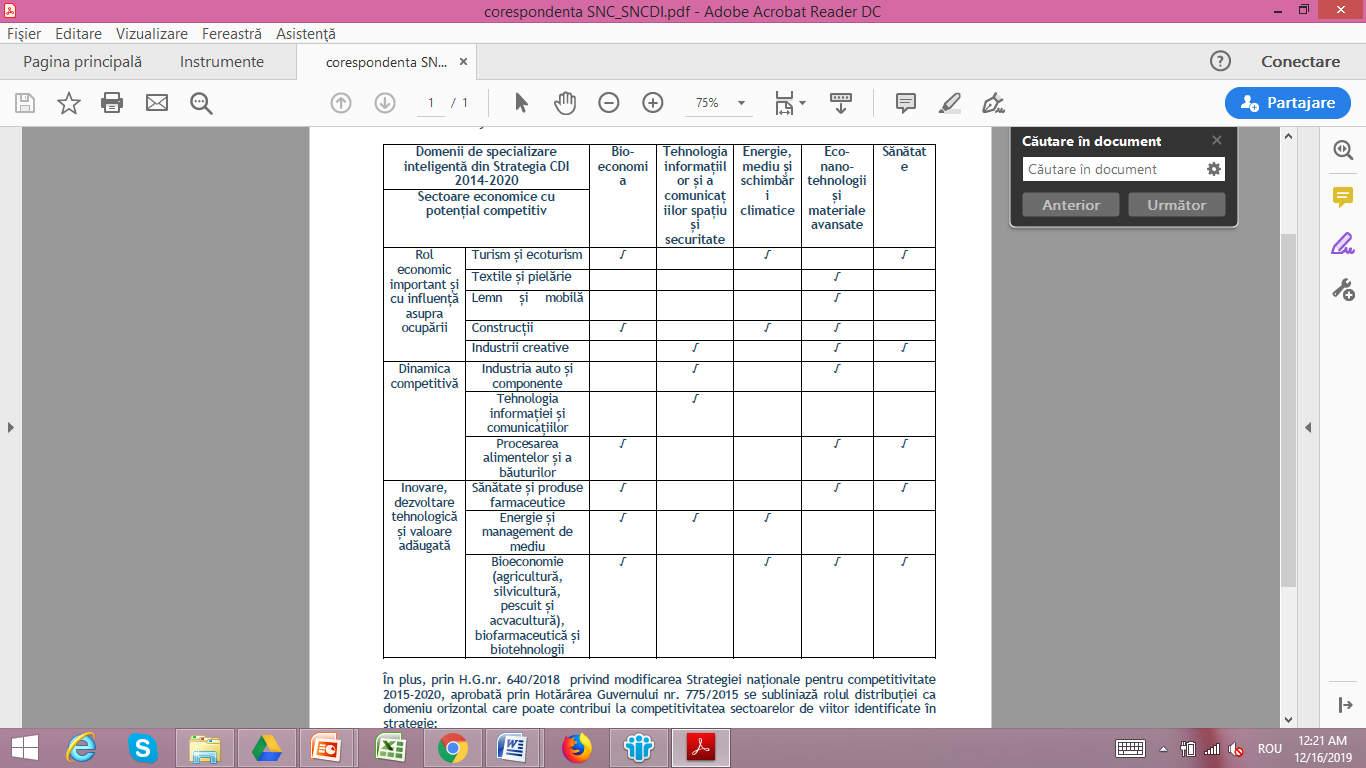 corespondenta SNC_SNCDI.pdf - Adobe Acrobat Reader DC
Fișier Editare Vizualizare Fereastră Asistență
Pagina principală Instrumente corespondenta SN... × Conectare
1 / 1 75% Partajare
Căutare în document
Căutare în document
Anterior Următor
Domenii de specializare
inteligentă din Strategia CDI
2014-2020
Sectoare economice cu
potențial competitiv
Bio-
economi
a
Tehnologia
informațiil
or și a
comunicaț
iilor spațiu
și
securitate
Energie,
mediu și
schimbăr
i
climatice
Eco-
nano-
tehnologii
și
materiale
avansate
Sănătat
e
Rol
economic
important și
cu influență
asupra
ocupării
Turism și ecoturism √ √ √
Textile și pielărie √
Lemn și mobilă √
Construcții √ √ √
Industrii creative √ √ √
Dinamica
competitivă
Industria auto și
componente
√ √
Tehnologia
informației și
comunicațiilor
√
Procesarea
alimentelor și a
băuturilor
√ √ √
Inovare,
dezvoltare
tehnologică
și valoare
adăugată
Sănătate și produse
farmaceutice
√ √ √
Energie și
management de
mediu
√ √ √
Bioeconomie
(agricultură,
silvicultură,
pescuit și
acvacultură),
biofarmaceutică și
biotehnologii
√ √ √ √
În plus, prin H.G.nr. 640/2018 privind modificarea Strategiei naționale pentru competitivitate
2015-2020, aprobată prin Hotărârea Guvernului nr. 775/2015 se subliniază rolul distribuției ca
domeniu orizontal care poate contribui la competitivitatea sectoarelor de viitor identificate în
strategie:
ROU
12:21 AM
12/16/2019